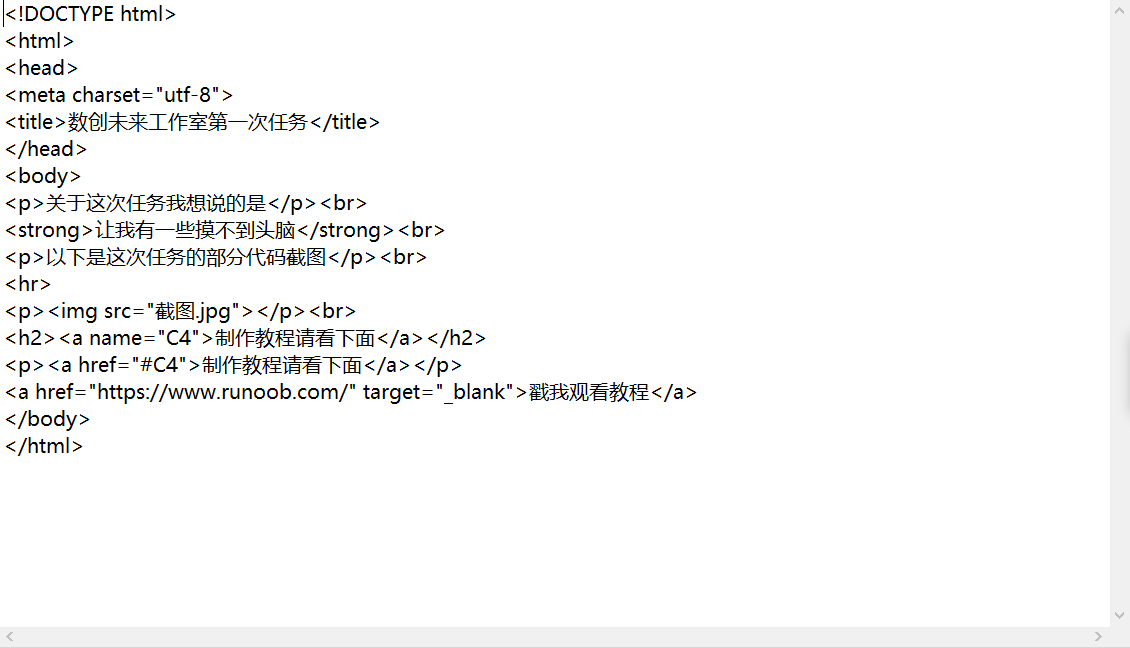 <!DOCTYPE html>
<html>
<head>
<meta charset="utf-8">
<title>数创未来工作室第一次任务</title>
</head>
<body>
<p>关于这次任务我想说的是</p><br>
<strong>让我有一些摸不到头脑</strong><br>
<p>以下是这次任务的部分代码截图</p><br>
<hr>
<p><img src="截图.jpg"></p><br>
<h2><a name="C4">制作教程请看下面</a></h2>
<p><a href="#C4">制作教程请看下面</a></p>
<a href="https://www.runoob.com/" target="_blank">戳我观看教程</a>
</body>
</html>